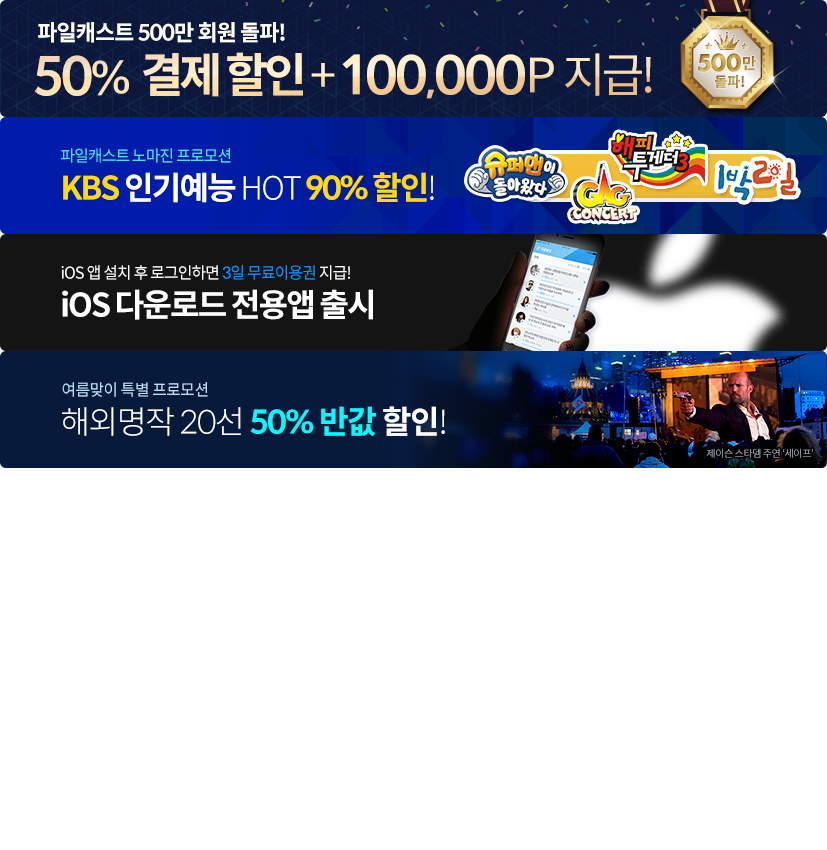 파일캐스트 500만 회원 돌파!
50% 결제 할인 + 100,000P 지급!
500만
돌파!
파일캐스트 노마진 프로모션
KBS 인기예능 HOT 90% 할인!
슈퍼맨이
돌아왔다
해피
투게더3
GAG
CONCERT
1박2일
iOS 앱 설치 후 로그인하면 3일 무료이용권 지급!
iOS 다운로드 전용앱 출시
여름맞이 특별 프로모션
해외명작 20선 50% 반값 할인!
제이슨 스타뎀 주연 '세이프'